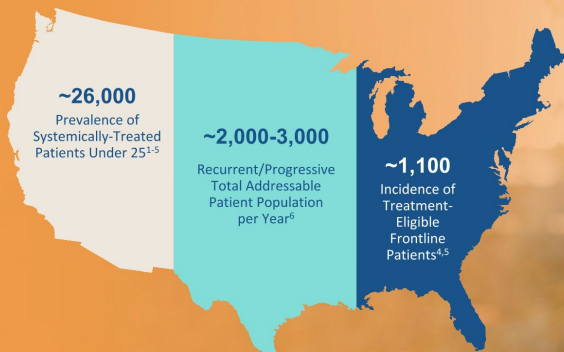 ~26,000
Prevalence of
Systemically-Treated
Patients Under 25¹⁻⁵
~2,000-3,000
Recurrent/Progressive
Total Addressable
Patient Population
per Year⁶
~1,100
Incidence of
Treatment-
Eligible
Frontline
Patients⁴,⁵